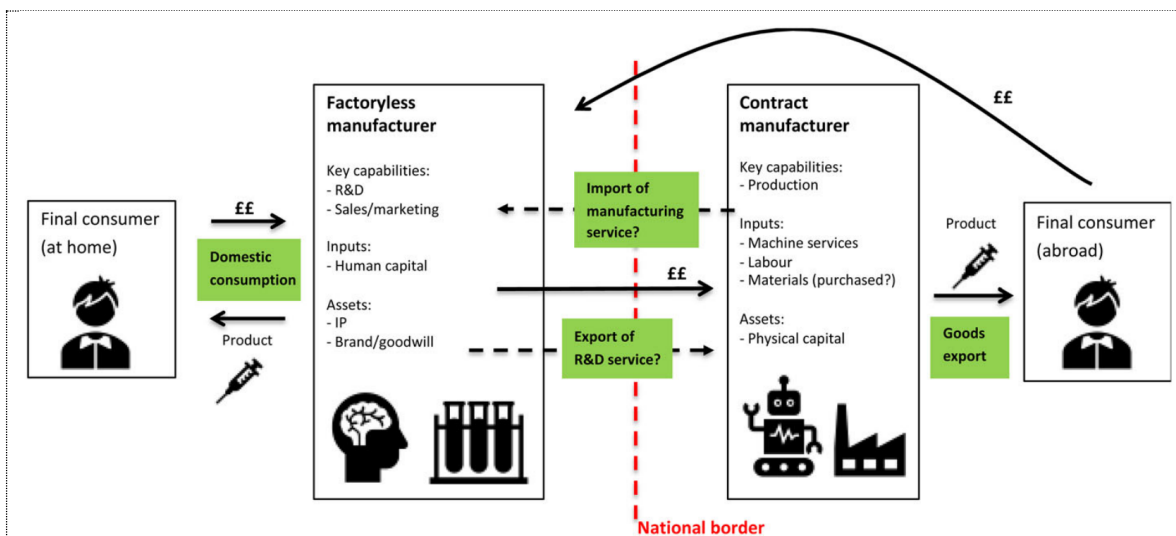 Final consumer
(at home)
££
Domestic
consumption
Product
Factoryless
manufacturer
Key capabilities:
- R&D
- Sales/marketing
Inputs:
- Human capital
Assets:
- IP
- Brand/goodwill
Import of
manufacturing
service?
££
Export of
R&D service?
National border
Contract
manufacturer
Key capabilities:
- Production
Inputs:
- Machine services
- Labour
- Materials (purchased?)
Assets:
- Physical capital
££
Product
Goods
export
Final consumer
(abroad)